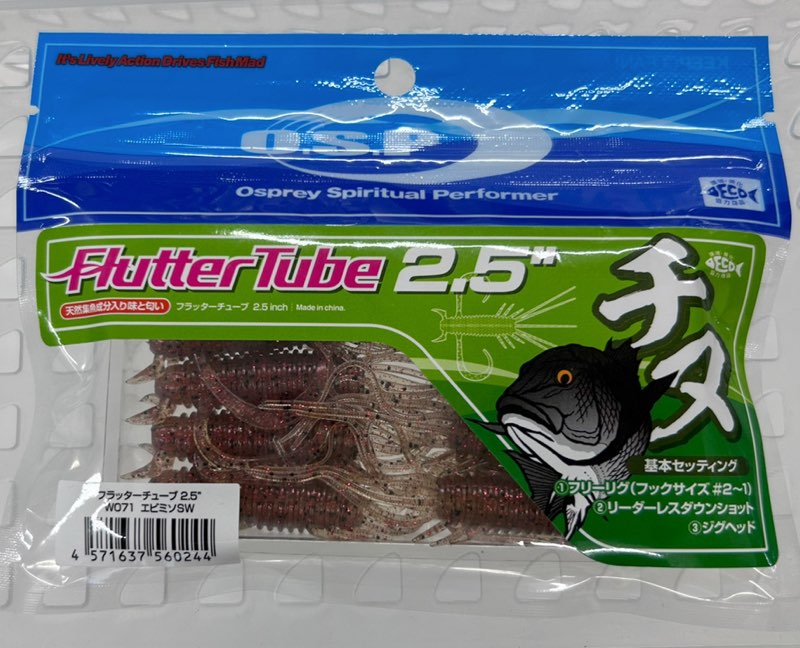 It's Lively Action Drives Fish Mad
O.S.P
Osprey Spiritual Performer
ECO
Flutter Tube 2.5"
天然集魚成分入り味と匂い
フラッターチューブ 2.5 inch
Made in china.
ECO
チヌ
基本セッティング
①フリーリグ(フックサイズ #2~1)
②リーダーレスダウンショット
③ジグヘッド
フラッターチューブ 2.5"
W071 エビミソSW
4 571637 560244